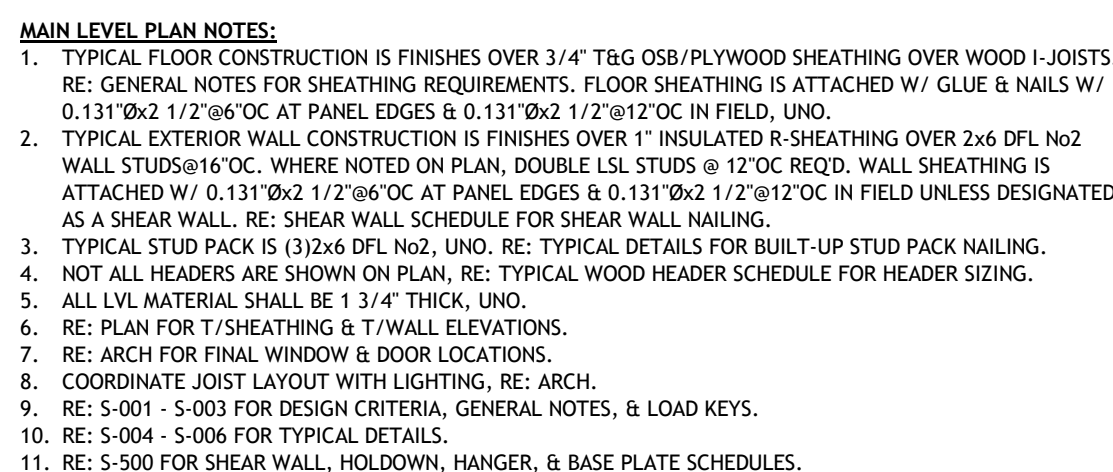 MAIN LEVEL PLAN NOTES:
1. TYPICAL FLOOR CONSTRUCTION IS FINISHES OVER 3/4" T&G OSB/PLYWOOD SHEATHING OVER WOOD I-JOISTS.
RE: GENERAL NOTES FOR SHEATHING REQUIREMENTS. FLOOR SHEATHING IS ATTACHED W/ GLUE & NAILS W/
0.131"Øx2 1/2"@6"OC AT PANEL EDGES & 0.131"Øx2 1/2"@12"OC IN FIELD, UNO.
2. TYPICAL EXTERIOR WALL CONSTRUCTION IS FINISHES OVER 1" INSULATED R-SHEATHING OVER 2x6 DFL No2
WALL STUDS@16"OC. WHERE NOTED ON PLAN, DOUBLE LSL STUDS @ 12"OC REQ'D. WALL SHEATHING IS
ATTACHED W/ 0.131"Øx2 1/2"@6"OC AT PANEL EDGES & 0.131"Øx2 1/2"@12"OC IN FIELD UNLESS DESIGNATED
AS A SHEAR WALL. RE: SHEAR WALL SCHEDULE FOR SHEAR WALL NAILING.
3. TYPICAL STUD PACK IS (3)2x6 DFL No2, UNO. RE: TYPICAL DETAILS FOR BUILT-UP STUD PACK NAILING.
4. NOT ALL HEADERS ARE SHOWN ON PLAN, RE: TYPICAL WOOD HEADER SCHEDULE FOR HEADER SIZING.
5. ALL LVL MATERIAL SHALL BE 1 3/4" THICK, UNO.
6. RE: PLAN FOR T/SHEATHING & T/WALL ELEVATIONS.
7. RE: ARCH FOR FINAL WINDOW & DOOR LOCATIONS.
8. COORDINATE JOIST LAYOUT WITH LIGHTING, RE: ARCH.
9. RE: S-001 - S-003 FOR DESIGN CRITERIA, GENERAL NOTES, & LOAD KEYS.
10. RE: S-004 - S-006 FOR TYPICAL DETAILS.
11. RE: S-500 FOR SHEAR WALL, HOLDOWN, HANGER, & BASE PLATE SCHEDULES.